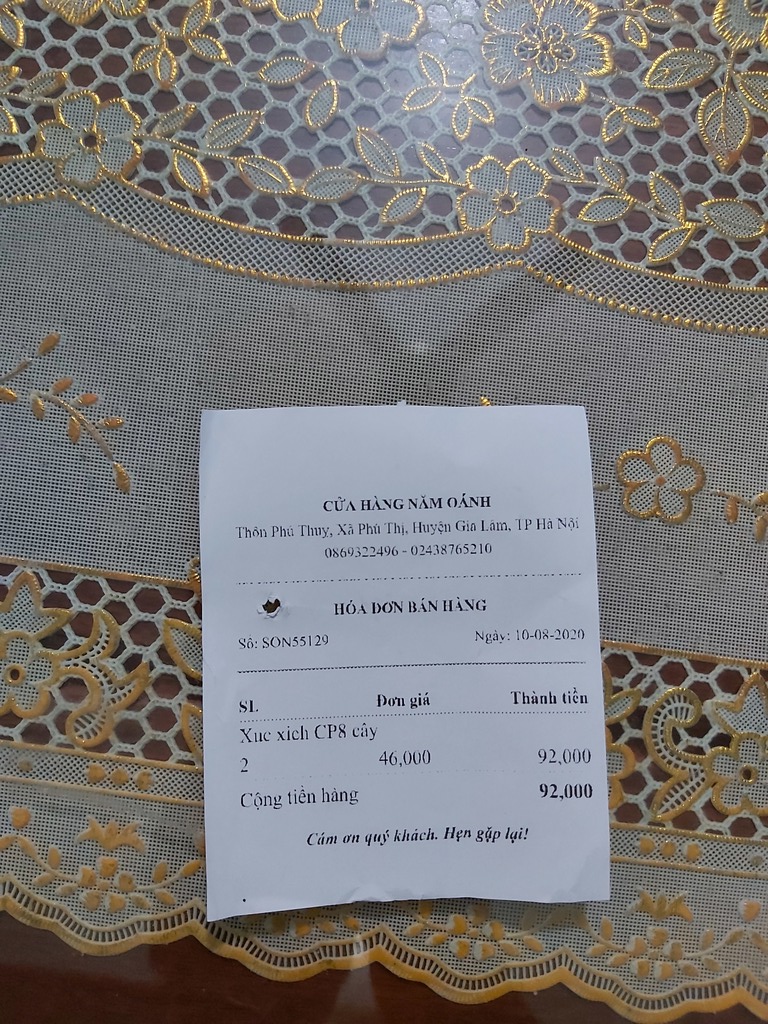 CỬA HÀNG NĂM OÁNH
Thôn Phú Thuỵ, Xã Phú Thị, Huyện Gia Lâm, TP Hà Nội
0869322496 - 02438765210
HÓA ĐƠN BÁN HÀNG
Số: SON55129 Ngày: 10-08-2020
SL Đơn giá Thành tiền
Xuc xich CP8 cây
2 46,000 92,000
Cộng tiền hàng 92,000
Cám ơn quý khách. Hẹn gặp lại!